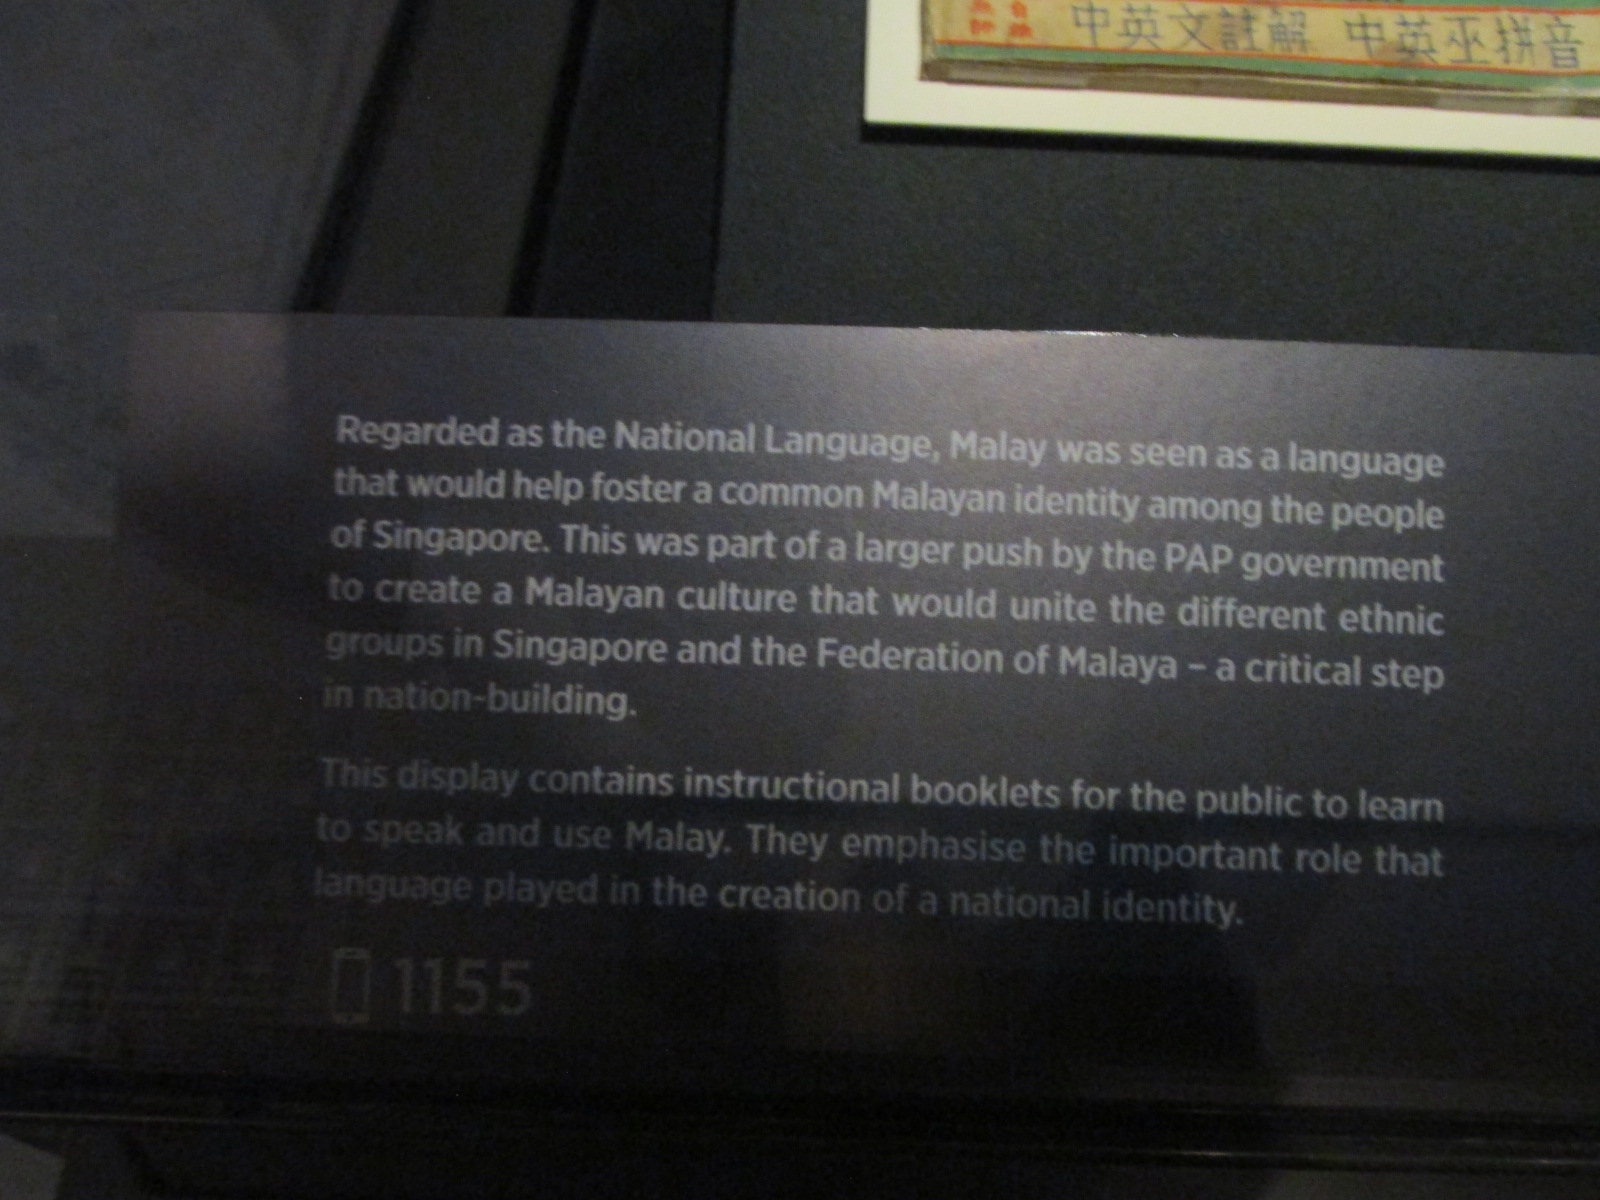 中英文註解 中英巫拼音
Regarded as the National Language, Malay was seen as a language
that would help foster a common Malayan identity among the people
of Singapore. This was part of a larger push by the PAP government
to create a Malayan culture that would unite the different ethnic
groups in Singapore and the Federation of Malaya – a critical step
in nation-building.
This display contains instructional booklets for the public to learn
to speak and use Malay. They emphasise the important role that
language played in the creation of a national identity.
1155